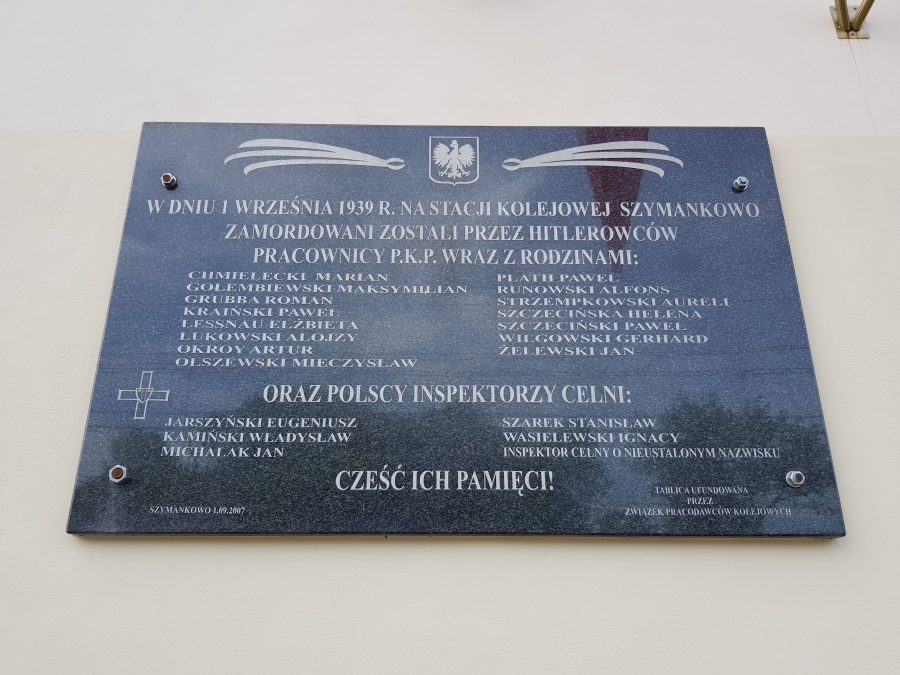 W DNIU 1 WRZEŚNIA 1939 R. NA STACJI KOLEJOWEJ SZYMANKOWO
ZAMORDOWANI ZOSTALI PRZEZ HITLEROWCÓW
PRACOWNICY P.K.P. WRAZ Z RODZINAMI:
CHMIELECKI MARIAN
GOŁEMBIEWSKI MAKSYMILIAN
GRUBBA ROMAN
KRAIŃSKI PAWEŁ
LESSNAU ELŻBIETA
LUKOWSKI ALOJZY
OKROY ARTUR
OLSZEWSKI MIECZYSŁAW
PLATH PAWEŁ
RUNOWSKI ALFONS
STRZEMPKOWSKI AURELI
SZCZECIŃSKA HELENA
SZCZECIŃSKI PAWEŁ
WILGOWSKI GERHARD
ŻELEWSKI JAN
ORAZ POLSCY INSPEKTORZY CELNI:
JARSZYŃSKI EUGENIUSZ
KAMIŃSKI WŁADYSŁAW
MICHALAK JAN
SZAREK STANISŁAW
WASIELEWSKI IGNACY
INSPEKTOR CELNY O NIEUSTALONYM NAZWISKU
CZEŚĆ ICH PAMIĘCI!
SZYMANKOWO 1.09.2007
TABLICA UFUNDOWANA
PRZEZ
ZWIĄZEK PRACODAWCÓW KOLEJOWYCH